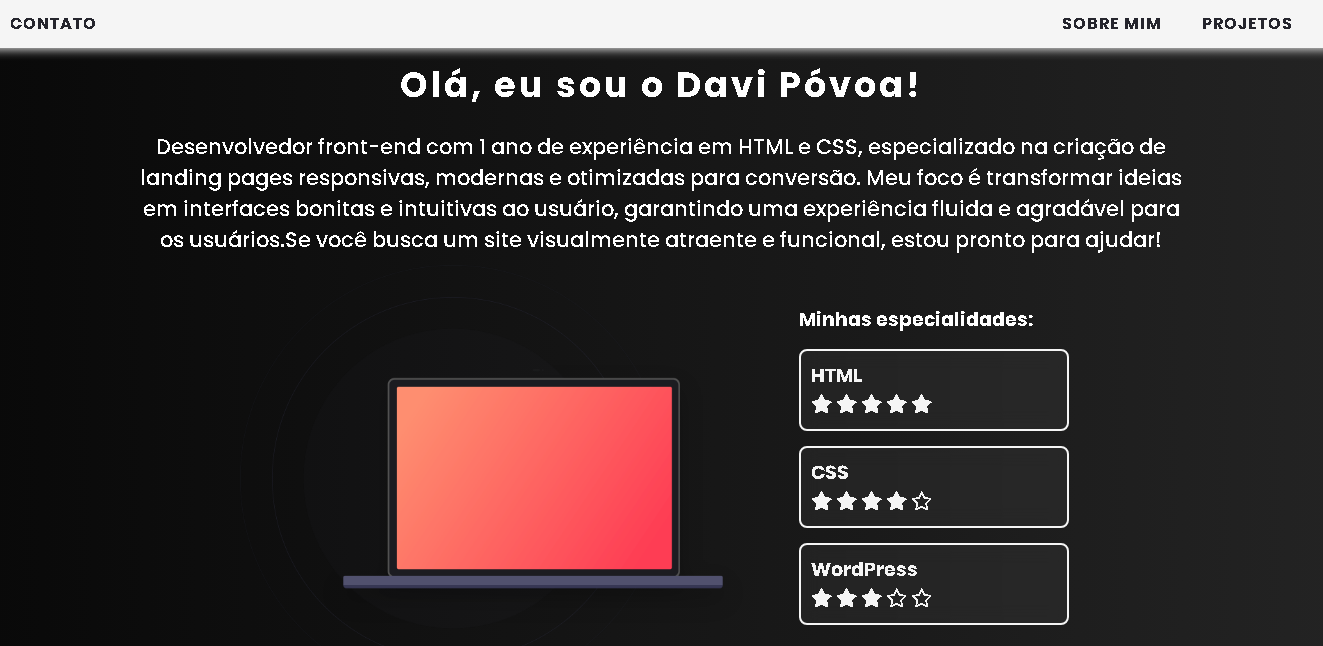 CONTATO
SOBRE MIM
PROJETOS
Olá, eu sou o Davi Póvoa!
Desenvolvedor front-end com 1 ano de experiência em HTML e CSS, especializado na criação de
landing pages responsivas, modernas e otimizadas para conversão. Meu foco é transformar ideias
em interfaces bonitas e intuitivas ao usuário, garantindo uma experiência fluida e agradável para
os usuários.Se você busca um site visualmente atraente e funcional, estou pronto para ajudar!
Minhas especialidades:
HTML
CSS
WordPress